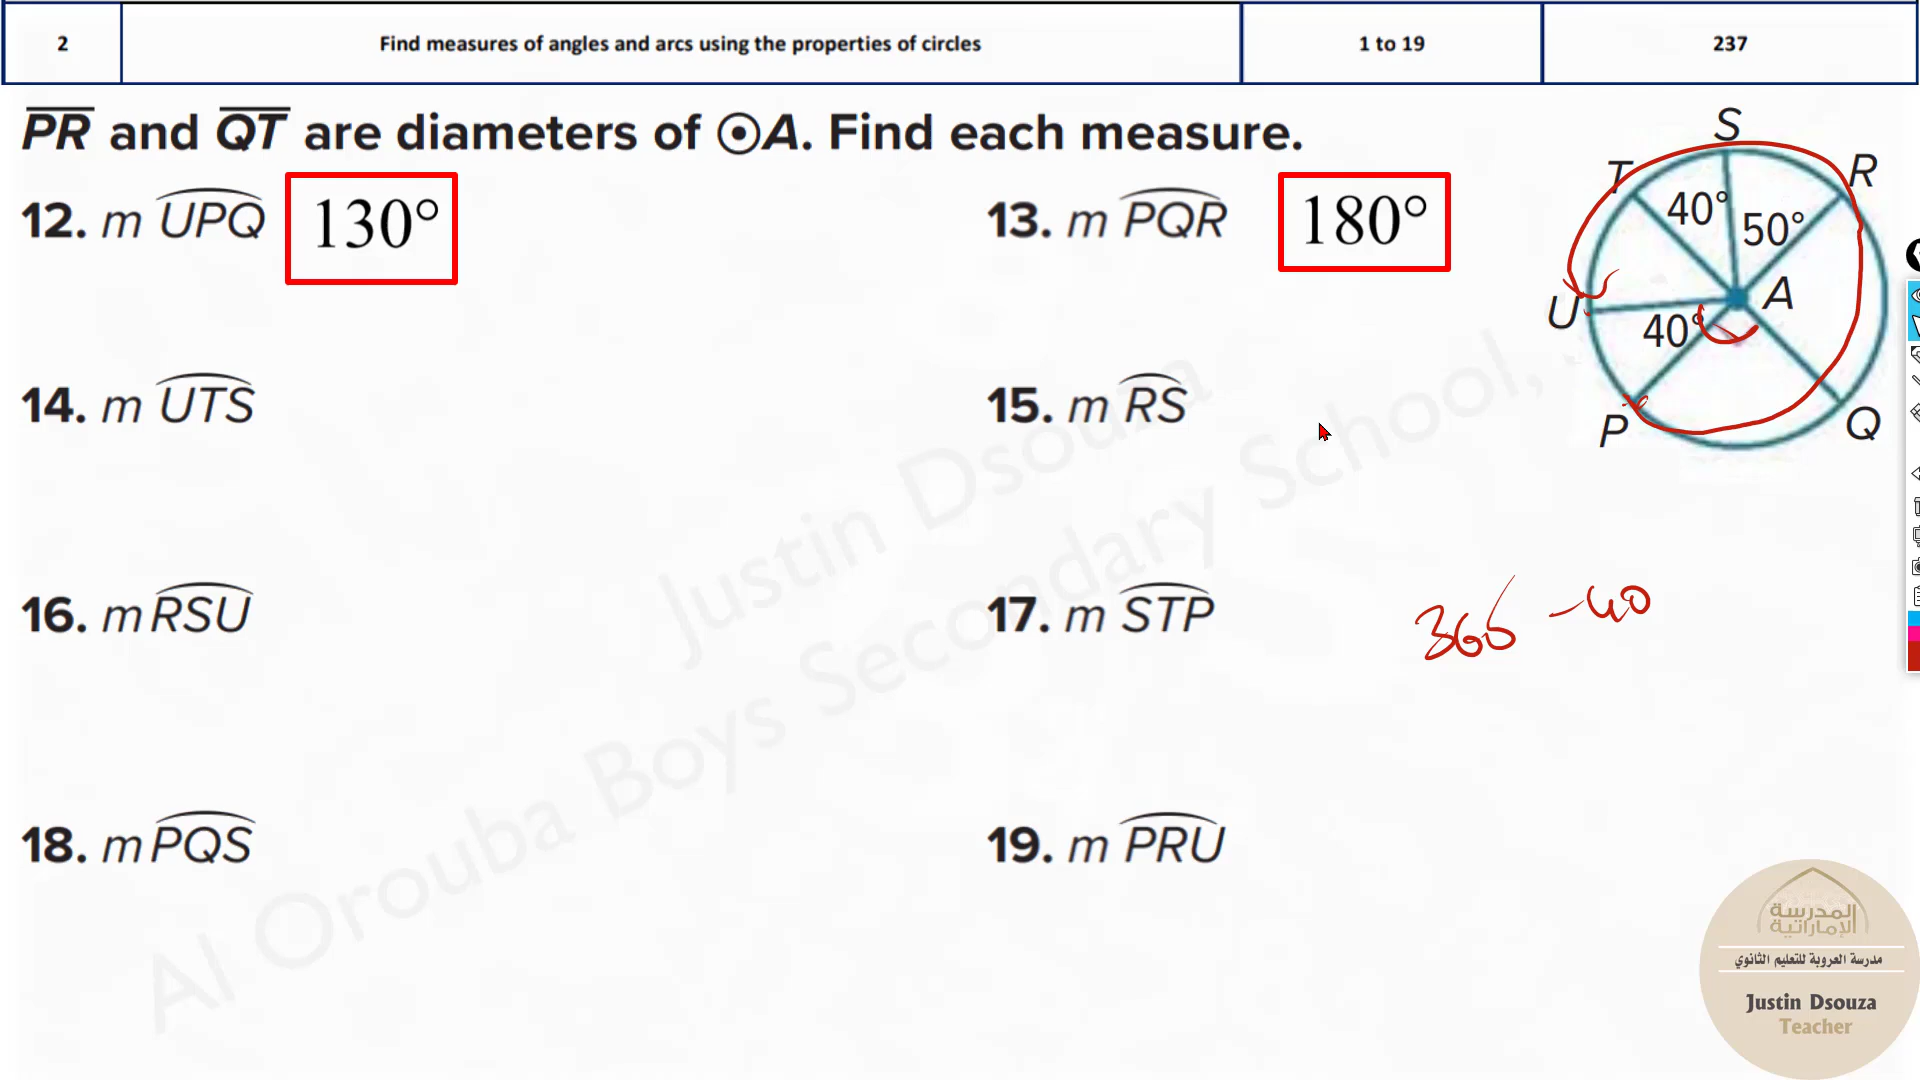 2 Find measures of angles and arcs using the properties of circles 1 to 19 237
PR and QT are diameters of ⊙A. Find each measure.
12. m UPQ 130°
13. m PQR 180°
14. m UTS
15. m RS
16. m RSU
17. m STP
18. m PQS
19. m PRU
S
T
R
40°
50°
A
U
40°
P
Q
360 - 40
Justin Dsouza
Al Orouba Boys Secondary School,
المدرسة
الإماراتية
مدرسة العروبة للتعليم الثانوي
Justin Dsouza
Teacher